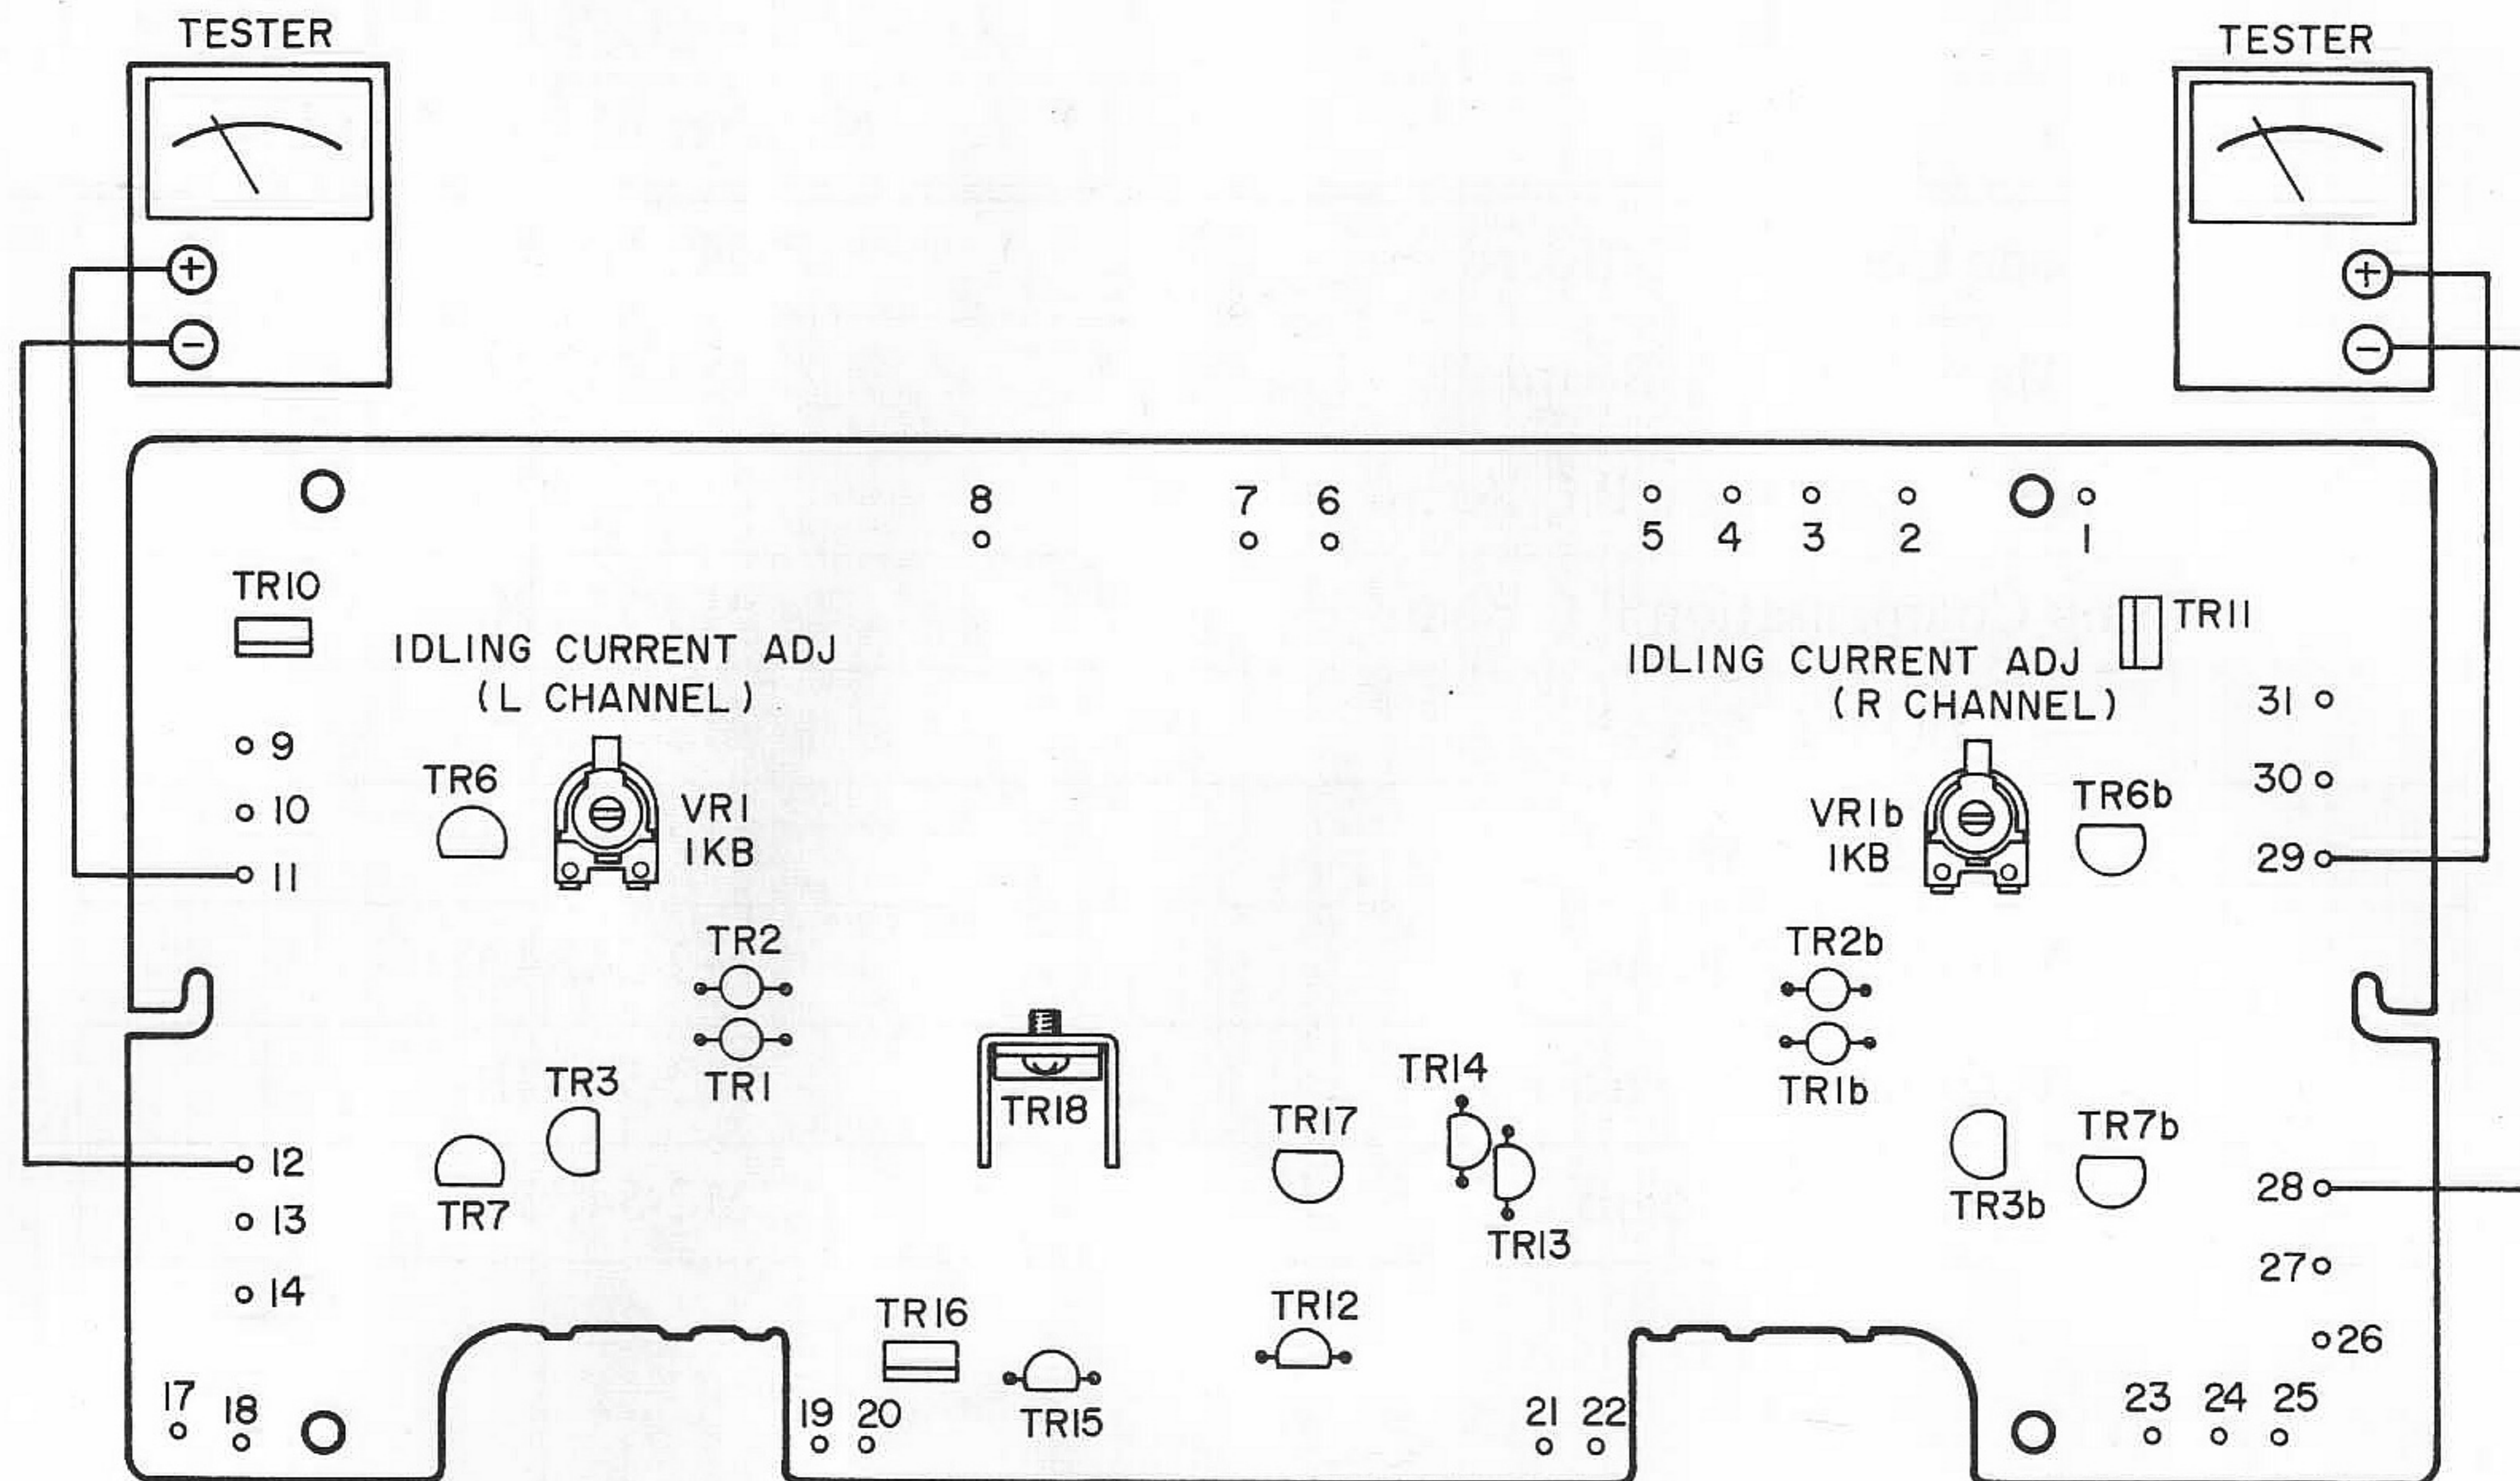 TESTER
TESTER
+
+
−
−
8
7
6
5
4
3
2
1
TR10
TR11
IDLING CURRENT ADJ
(L CHANNEL)
IDLING CURRENT ADJ
(R CHANNEL)
31
9
TR6
30
10
VR1
1KB
VR1b
1KB
TR6b
11
29
TR2
TR2b
TR1
TR1b
TR3
TR18
TR14
TR17
TR7b
12
TR7
TR3b
28
13
TR13
27
14
TR16
TR12
26
17
18
19
20
TR15
21
22
23
24
25